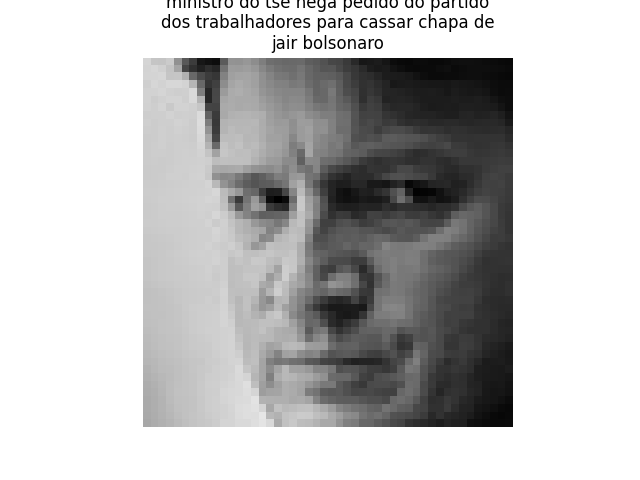 ministro do tse nega pedido do partido
dos trabalhadores para cassar chapa de
jair bolsonaro